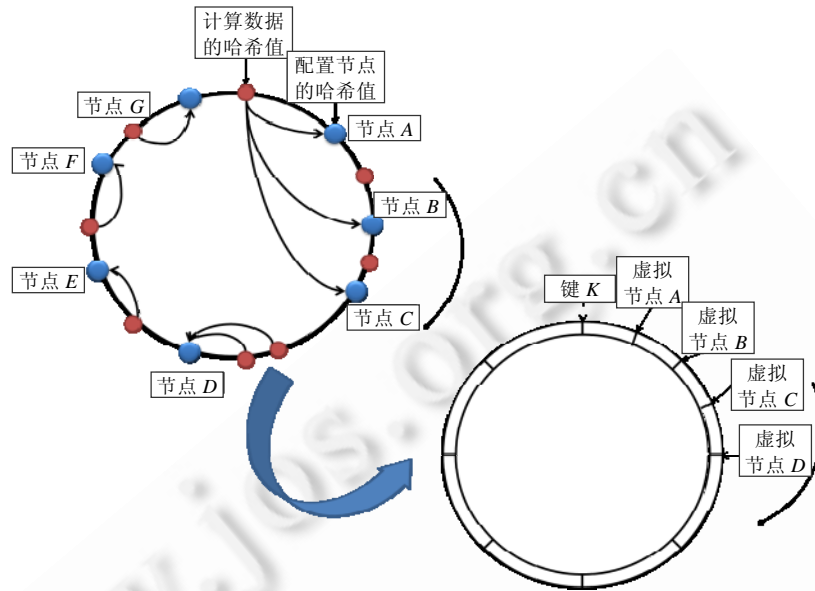 计算数据
的哈希值
配置节点
的哈希值
节点 G
节点 A
节点 F
节点 B
节点 E
节点 C
节点 D
键 K
虚拟
节点 A
虚拟
节点 B
虚拟
节点 C
虚拟
节点 D
w.jos.org.cn